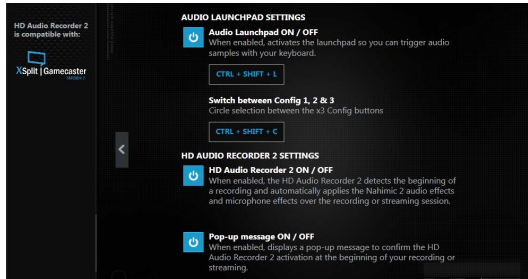 HD Audio Recorder 2
is compatible with:
XSplit | Gamecaster
AUDIO LAUNCHPAD SETTINGS
Audio Launchpad ON / OFF
When enabled, activates the launchpad so you can trigger audio
samples with your keyboard.
CTRL + SHIFT + L
Switch between Config 1, 2 & 3
Circle selection between the x3 Config buttons
CTRL + SHIFT + C
HD AUDIO RECORDER 2 SETTINGS
HD Audio Recorder 2 ON / OFF
When enabled, the HD Audio Recorder 2 detects the beginning of
a recording and automatically applies the Nahimic 2 audio effects
and microphone effects over the recording or streaming session.
Pop-up message ON / OFF
When enabled, displays a pop-up message to confirm the HD
Audio Recorder 2 activation at the beginning of your recording or
streaming.